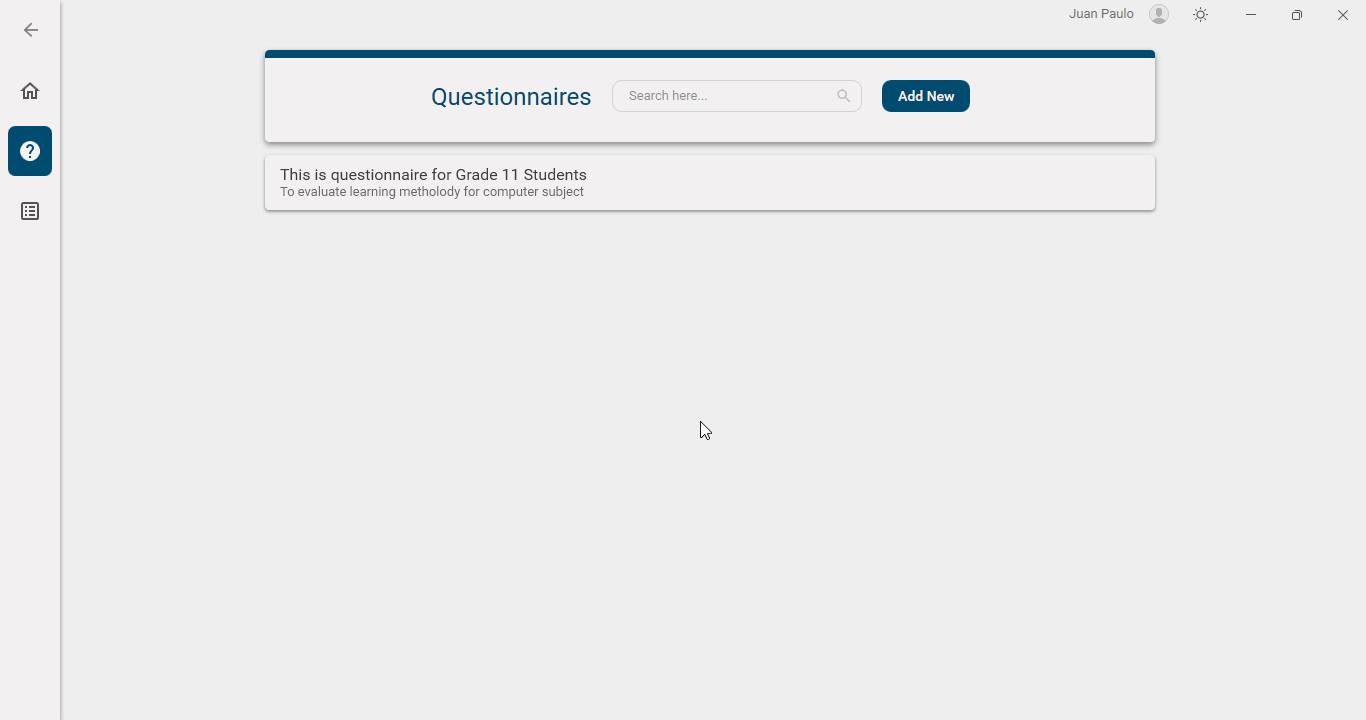 Juan Paulo
Questionnaires
Search here...
Add New
This is questionnaire for Grade 11 Students
To evaluate learning metholody for computer subject